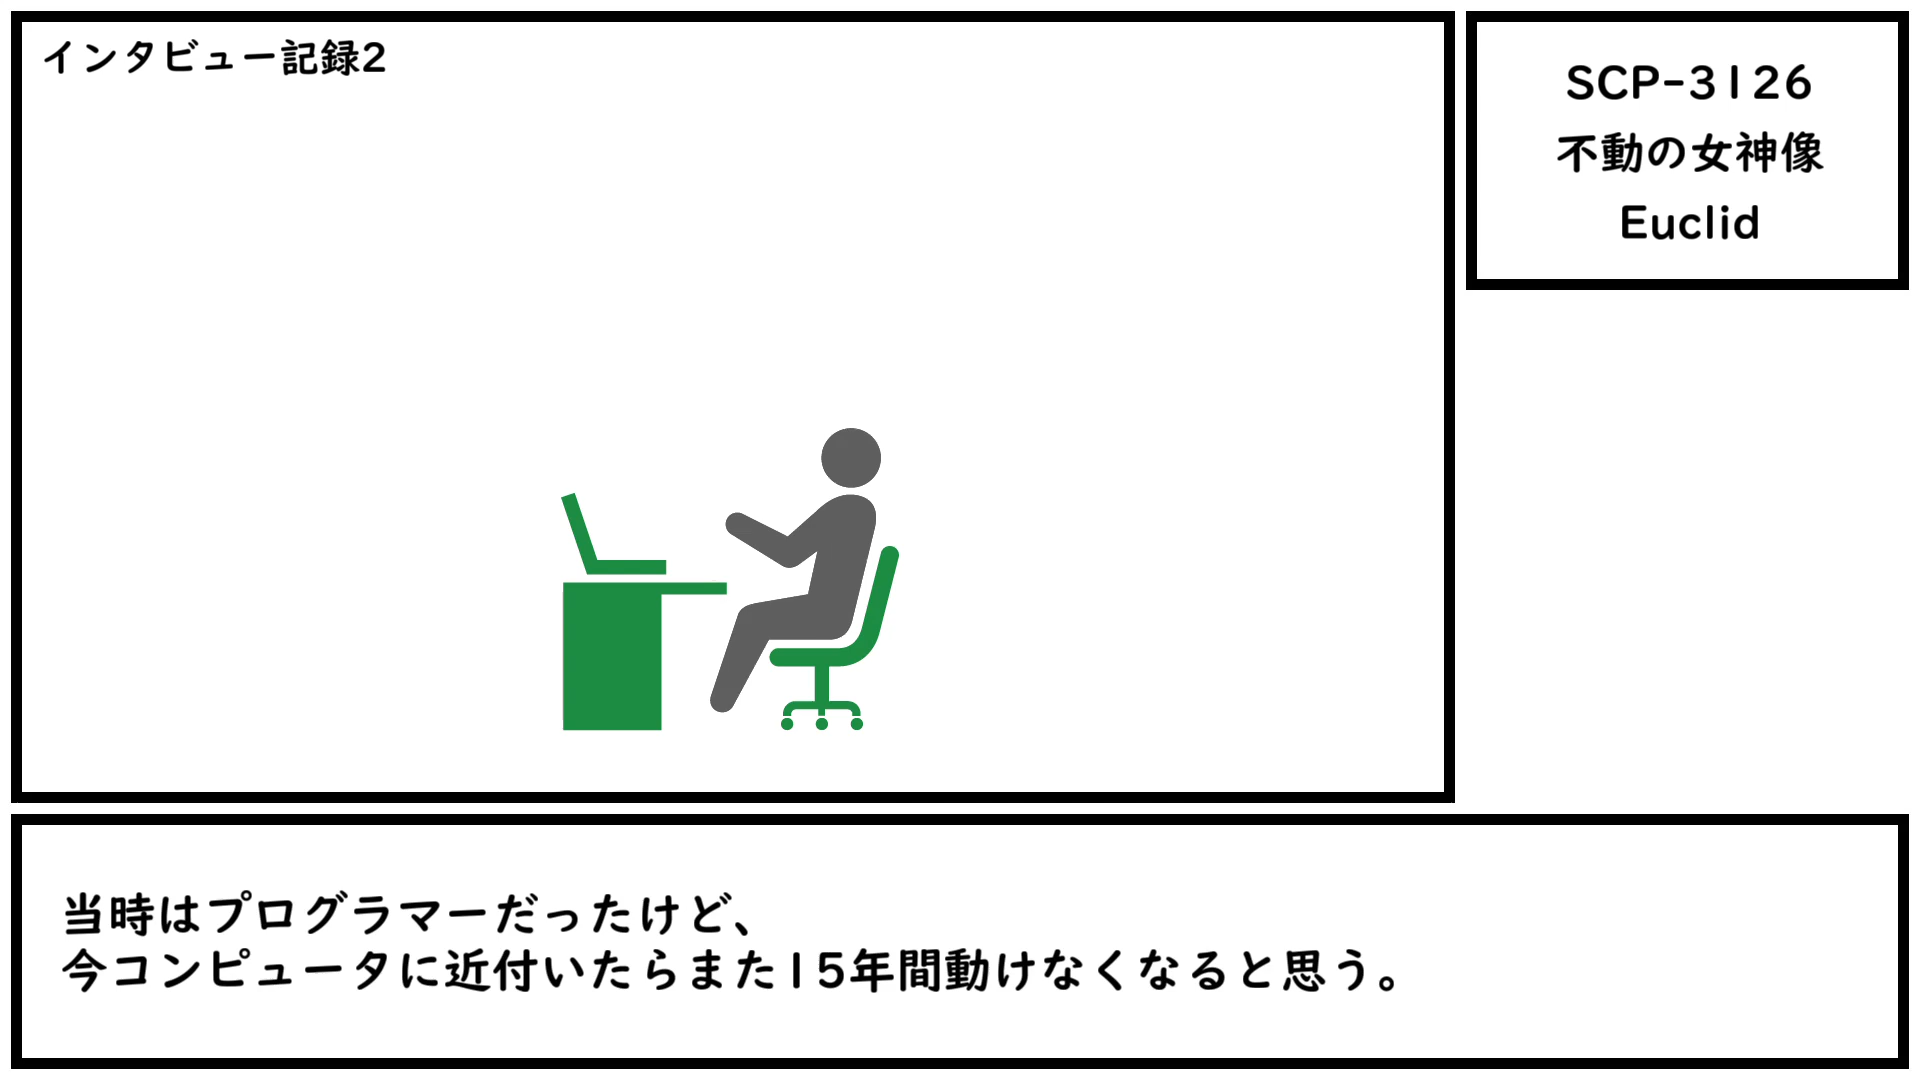 インタビュー記録2
SCP-3126
不動の女神像
Euclid
当時はプログラマーだったけど、
今コンピュータに近付いたらまた15年間動けなくなると思う。